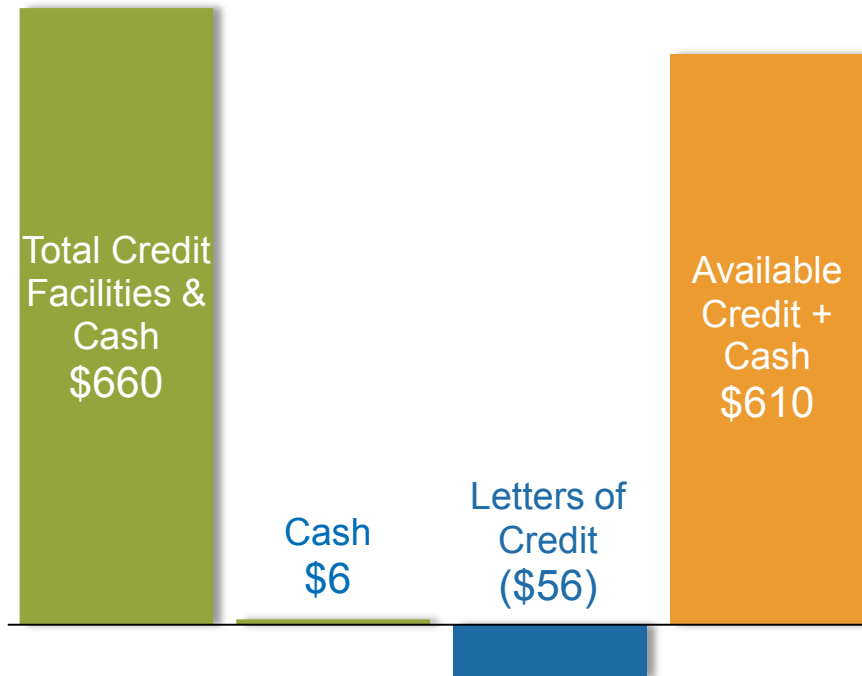 Total Credit
Facilities &
Cash
$660
Cash
$6
Letters of
Credit
($56)
Available
Credit +
Cash
$610